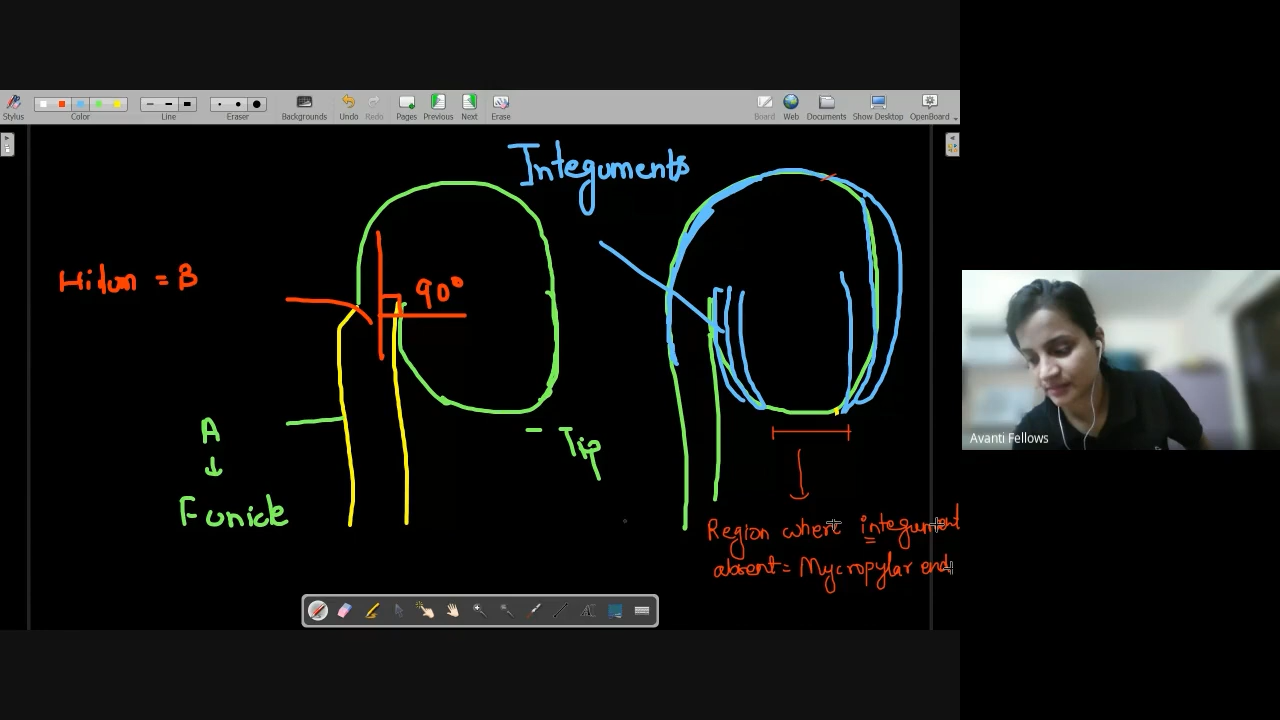 Stylus
Color
Line
Eraser
Backgrounds
Undo
Redo
Pages
Previous
Next
Erase
Board
Web
Documents
Show Desktop
OpenBoard
Integuments
Hilum = B
90°
A
Funicle
- Tip
Region where integument
absent = Mycropylar end
Avanti Fellows